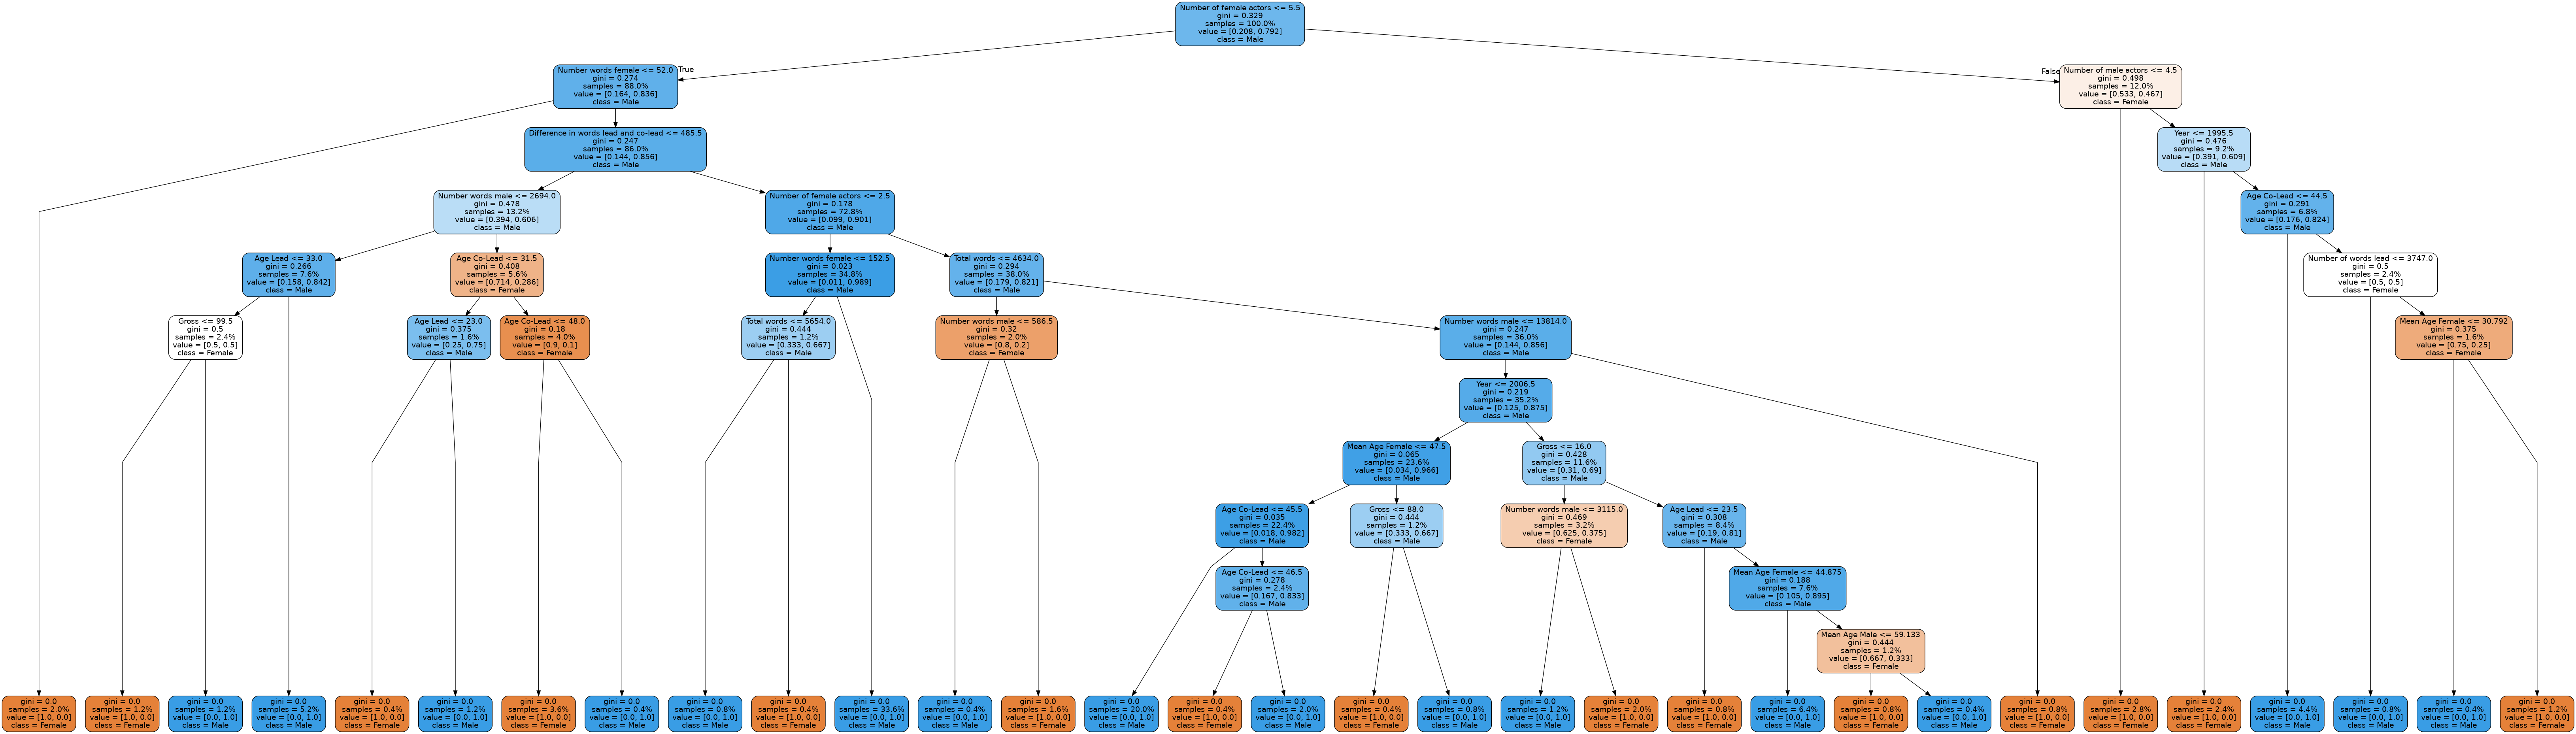 Number of female actors <= 5.5
gini = 0.329
samples = 100.0%
value = [0.208, 0.792]
class = Male
True
False
Number words female <= 52.0
gini = 0.274
samples = 88.0%
value = [0.164, 0.836]
class = Male
Number of male actors <= 4.5
gini = 0.498
samples = 12.0%
value = [0.533, 0.467]
class = Female
Difference in words lead and co-lead <= 485.5
gini = 0.247
samples = 86.0%
value = [0.144, 0.856]
class = Male
Year <= 1995.5
gini = 0.476
samples = 9.2%
value = [0.391, 0.609]
class = Male
Number words male <= 2694.0
gini = 0.478
samples = 13.2%
value = [0.394, 0.606]
class = Male
Number of female actors <= 2.5
gini = 0.178
samples = 72.8%
value = [0.099, 0.901]
class = Male
Age Co-Lead <= 44.5
gini = 0.291
samples = 6.8%
value = [0.176, 0.824]
class = Male
Age Lead <= 33.0
gini = 0.266
samples = 7.6%
value = [0.158, 0.842]
class = Male
Age Co-Lead <= 31.5
gini = 0.408
samples = 5.6%
value = [0.714, 0.286]
class = Female
Number words female <= 152.5
gini = 0.023
samples = 34.8%
value = [0.011, 0.989]
class = Male
Total words <= 4634.0
gini = 0.294
samples = 38.0%
value = [0.179, 0.821]
class = Male
Number of words lead <= 3747.0
gini = 0.5
samples = 2.4%
value = [0.5, 0.5]
class = Female
Gross <= 99.5
gini = 0.5
samples = 2.4%
value = [0.5, 0.5]
class = Female
Age Lead <= 23.0
gini = 0.375
samples = 1.6%
value = [0.25, 0.75]
class = Male
Age Co-Lead <= 48.0
gini = 0.18
samples = 4.0%
value = [0.9, 0.1]
class = Female
Total words <= 5654.0
gini = 0.444
samples = 1.2%
value = [0.333, 0.667]
class = Male
Number words male <= 586.5
gini = 0.32
samples = 2.0%
value = [0.8, 0.2]
class = Female
Number words male <= 13814.0
gini = 0.247
samples = 36.0%
value = [0.144, 0.856]
class = Male
Mean Age Female <= 30.792
gini = 0.375
samples = 1.6%
value = [0.75, 0.25]
class = Female
Year <= 2006.5
gini = 0.219
samples = 35.2%
value = [0.125, 0.875]
class = Male
Mean Age Female <= 47.5
gini = 0.065
samples = 23.6%
value = [0.034, 0.966]
class = Male
Gross <= 16.0
gini = 0.428
samples = 11.6%
value = [0.31, 0.69]
class = Male
Age Co-Lead <= 45.5
gini = 0.035
samples = 22.4%
value = [0.018, 0.982]
class = Male
Gross <= 88.0
gini = 0.444
samples = 1.2%
value = [0.333, 0.667]
class = Male
Number words male <= 3115.0
gini = 0.469
samples = 3.2%
value = [0.625, 0.375]
class = Female
Age Lead <= 23.5
gini = 0.308
samples = 8.4%
value = [0.19, 0.81]
class = Male
Age Co-Lead <= 46.5
gini = 0.278
samples = 2.4%
value = [0.167, 0.833]
class = Male
Mean Age Female <= 44.875
gini = 0.188
samples = 7.6%
value = [0.105, 0.895]
class = Male
Mean Age Male <= 59.133
gini = 0.444
samples = 1.2%
value = [0.667, 0.333]
class = Female
gini = 0.0
samples = 2.0%
value = [1.0, 0.0]
class = Female
gini = 0.0
samples = 1.2%
value = [1.0, 0.0]
class = Female
gini = 0.0
samples = 1.2%
value = [0.0, 1.0]
class = Male
gini = 0.0
samples = 5.2%
value = [0.0, 1.0]
class = Male
gini = 0.0
samples = 0.4%
value = [1.0, 0.0]
class = Female
gini = 0.0
samples = 1.2%
value = [0.0, 1.0]
class = Male
gini = 0.0
samples = 3.6%
value = [1.0, 0.0]
class = Female
gini = 0.0
samples = 0.4%
value = [0.0, 1.0]
class = Male
gini = 0.0
samples = 0.8%
value = [0.0, 1.0]
class = Male
gini = 0.0
samples = 0.4%
value = [1.0, 0.0]
class = Female
gini = 0.0
samples = 33.6%
value = [0.0, 1.0]
class = Male
gini = 0.0
samples = 0.4%
value = [0.0, 1.0]
class = Male
gini = 0.0
samples = 1.6%
value = [1.0, 0.0]
class = Female
gini = 0.0
samples = 20.0%
value = [0.0, 1.0]
class = Male
gini = 0.0
samples = 0.4%
value = [1.0, 0.0]
class = Female
gini = 0.0
samples = 2.0%
value = [0.0, 1.0]
class = Male
gini = 0.0
samples = 0.4%
value = [1.0, 0.0]
class = Female
gini = 0.0
samples = 0.8%
value = [0.0, 1.0]
class = Male
gini = 0.0
samples = 1.2%
value = [0.0, 1.0]
class = Male
gini = 0.0
samples = 2.0%
value = [1.0, 0.0]
class = Female
gini = 0.0
samples = 0.8%
value = [1.0, 0.0]
class = Female
gini = 0.0
samples = 6.4%
value = [0.0, 1.0]
class = Male
gini = 0.0
samples = 0.8%
value = [1.0, 0.0]
class = Female
gini = 0.0
samples = 0.4%
value = [0.0, 1.0]
class = Male
gini = 0.0
samples = 0.8%
value = [1.0, 0.0]
class = Female
gini = 0.0
samples = 2.8%
value = [1.0, 0.0]
class = Female
gini = 0.0
samples = 2.4%
value = [1.0, 0.0]
class = Female
gini = 0.0
samples = 4.4%
value = [0.0, 1.0]
class = Male
gini = 0.0
samples = 0.8%
value = [0.0, 1.0]
class = Male
gini = 0.0
samples = 0.4%
value = [0.0, 1.0]
class = Male
gini = 0.0
samples = 1.2%
value = [1.0, 0.0]
class = Female